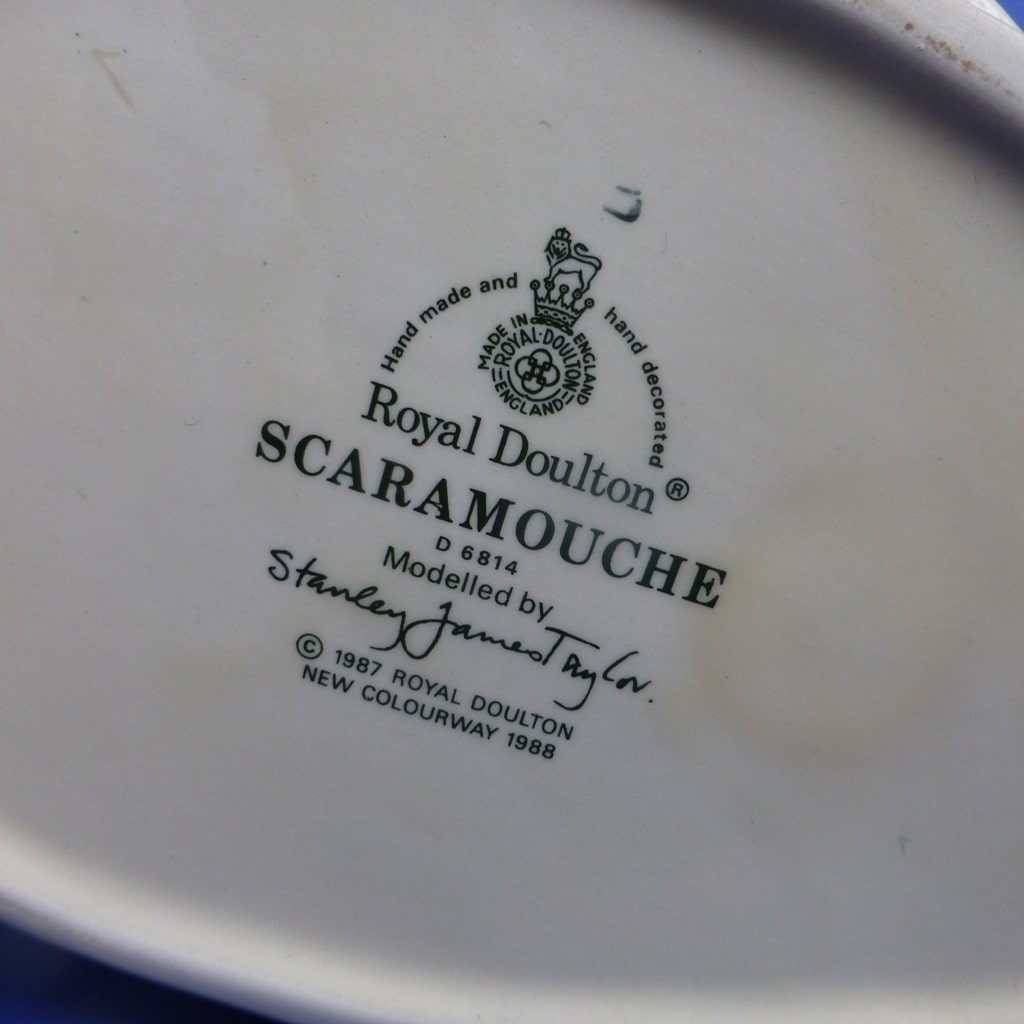 Hand made and hand decorated
MADE IN ENGLAND
ROYAL·DOULTON
ENGLAND
Royal Doulton ®
SCARAMOUCHE
D 6814
Modelled by
Stanley James Taylor.
© 1987 ROYAL DOULTON
NEW COLOURWAY 1988